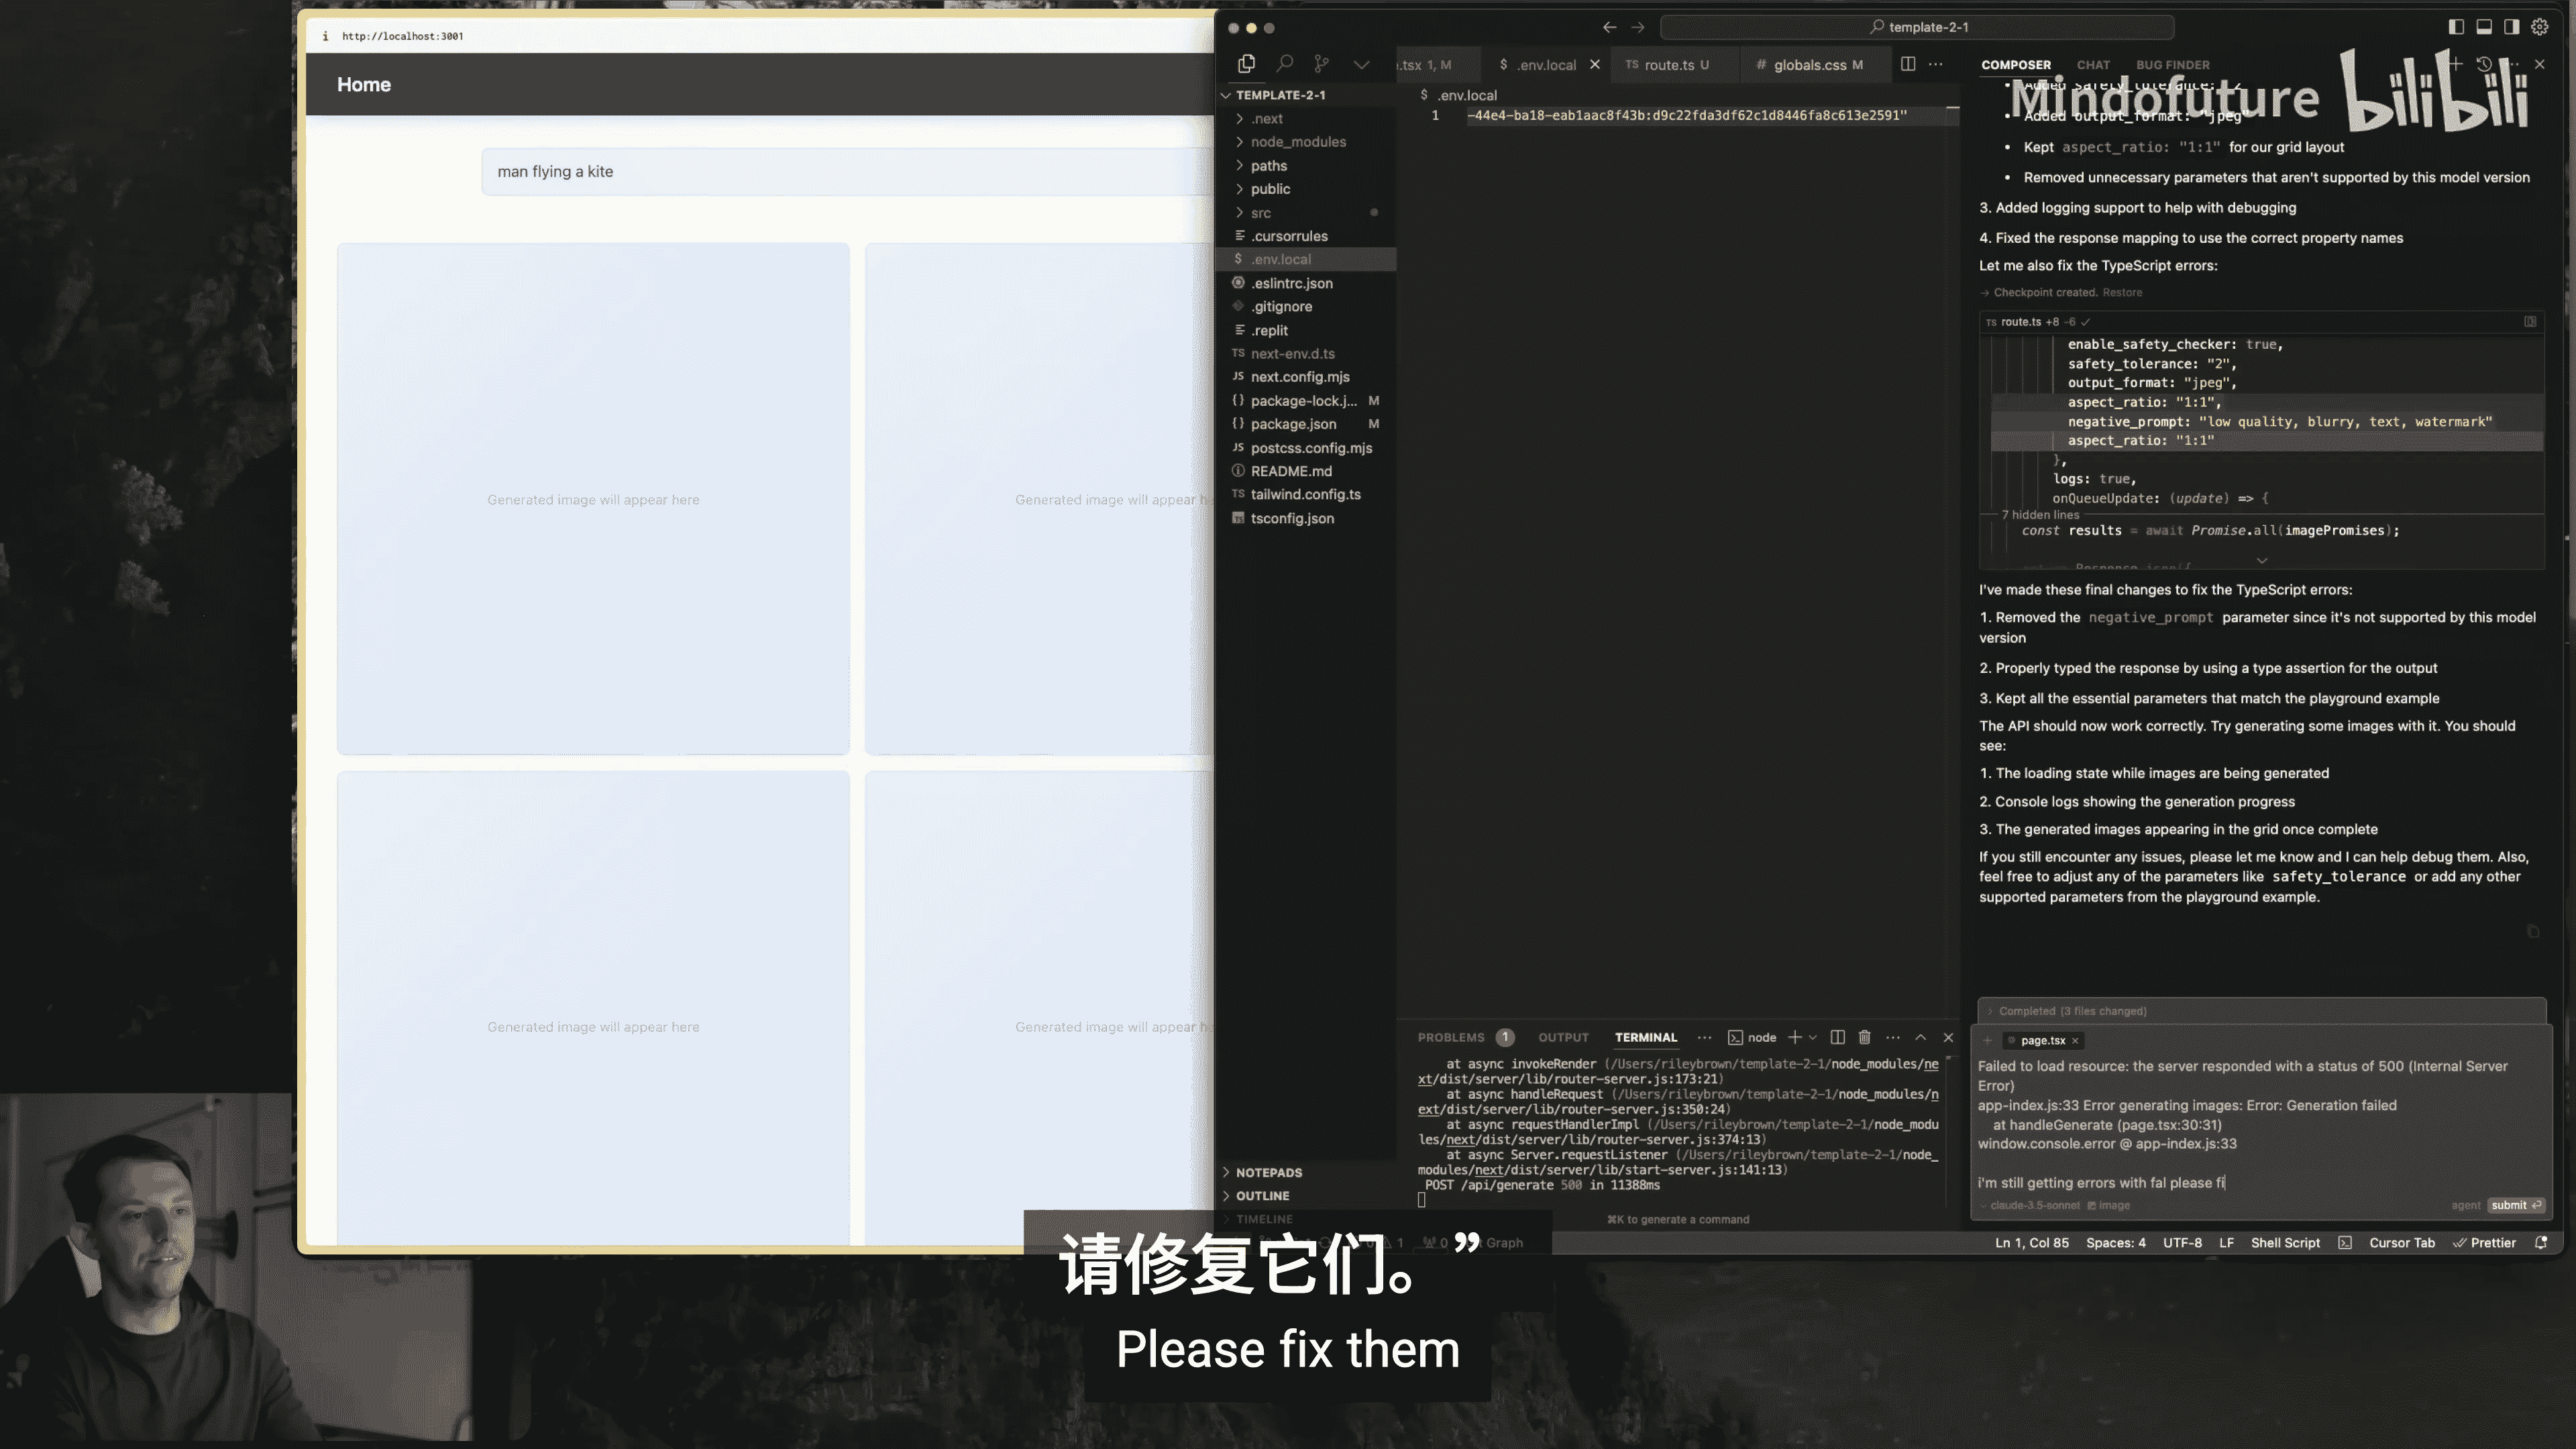 http://localhost:3001
Home
man flying a kite
Generated image will appear here
Generated image will appear
Generated image will appear here
Generated image will appear
template-2-1
.tsx 1, M
.env.local
route.ts U
globals.css M
TEMPLATE-2-1
.next
node_modules
paths
public
src
.cursorrules
.env.local
.eslintrc.json
.gitignore
.replit
next-env.d.ts
next.config.mjs
package-lock.j... M
package.json M
postcss.config.mjs
README.md
tailwind.config.ts
tsconfig.json
NOTEPADS
OUTLINE
TIMELINE
.env.local
1 -44e4-ba18-eab1aac8f43b:d9c22fda3df62c1d8446fa8c613e2591"
PROBLEMS 1 OUTPUT TERMINAL node
at async invokeRender (/Users/rileybrown/template-2-1/node_modules/ne
xt/dist/server/lib/router-server.js:173:21)
at async handleRequest (/Users/rileybrown/template-2-1/node_modules/n
ext/dist/server/lib/router-server.js:350:24)
at async requestHandlerImpl (/Users/rileybrown/template-2-1/node_modu
les/next/dist/server/lib/router-server.js:374:13)
at async Server.requestListener (/Users/rileybrown/template-2-1/node_
modules/next/dist/server/lib/start-server.js:141:13)
POST /api/generate 500 in 11388ms
⌘K to generate a command
COMPOSER CHAT BUG FINDER
Mindofuture bilibili
Added safety_tolerance: "2"
Added output_format: "jpeg"
Kept aspect_ratio: "1:1" for our grid layout
Removed unnecessary parameters that aren't supported by this model version
3. Added logging support to help with debugging
4. Fixed the response mapping to use the correct property names
Let me also fix the TypeScript errors:
Checkpoint created. Restore
TS route.ts +8 -6
enable_safety_checker: true,
safety_tolerance: "2",
output_format: "jpeg",
aspect_ratio: "1:1",
negative_prompt: "low quality, blurry, text, watermark"
aspect_ratio: "1:1"
},
logs: true,
onQueueUpdate: (update) => {
7 hidden lines
const results = await Promise.all(imagePromises);
I've made these final changes to fix the TypeScript errors:
1. Removed the negative_prompt parameter since it's not supported by this model
version
2. Properly typed the response by using a type assertion for the output
3. Kept all the essential parameters that match the playground example
The API should now work correctly. Try generating some images with it. You should
see:
1. The loading state while images are being generated
2. Console logs showing the generation progress
3. The generated images appearing in the grid once complete
If you still encounter any issues, please let me know and I can help debug them. Also,
feel free to adjust any of the parameters like safety_tolerance or add any other
supported parameters from the playground example.
Completed (3 files changed)
page.tsx
Failed to load resource: the server responded with a status of 500 (Internal Server
Error)
app-index.js:33 Error generating images: Error: Generation failed
at handleGenerate (page.tsx:30:31)
window.console.error @ app-index.js:33
i'm still getting errors with fal please fi
claude-3.5-sonnet image agent submit
1 0 Graph
Ln 1, Col 85 Spaces: 4 UTF-8 LF Shell Script Cursor Tab Prettier
请修复它们。”
Please fix them